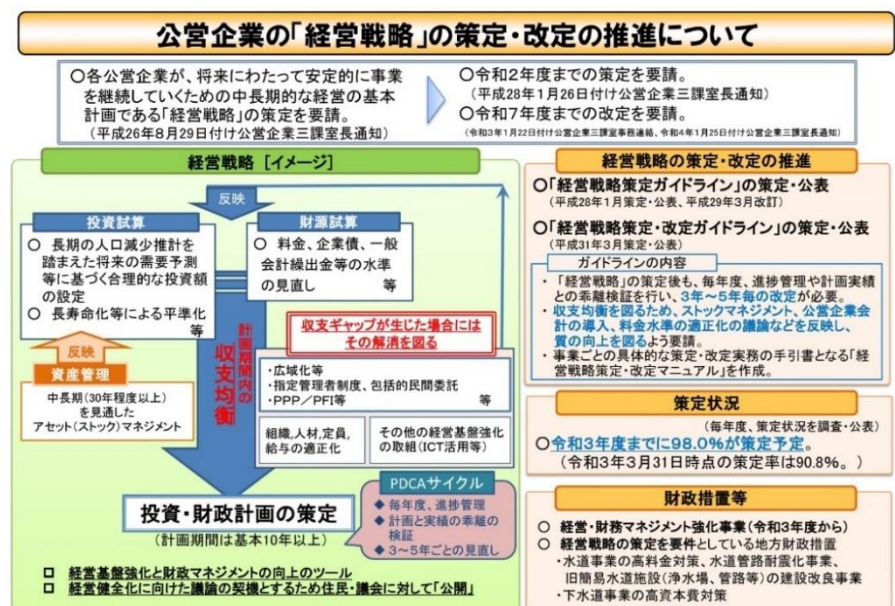 公営企業の「経営戦略」の策定・改定の推進について
○各公営企業が、将来にわたって安定的に事業
を継続していくための中長期的な経営の基本
計画である「経営戦略」の策定を要請。
（平成26年8月29日付け公営企業三課室長通知）
○令和２年度までの策定を要請。
（平成28年1月26日付け公営企業三課室長通知）
○令和７年度までの改定を要請。
（令和3年1月22日付け公営企業三課室事務連絡、令和4年1月25日付け公営企業三課室長通知）
経営戦略 [イメージ]
反映
投資試算
○ 長期の人口減少推計を
踏まえた将来の需要予測
等に基づく合理的な投資額
の設定
○ 長寿命化等による平準化
等
財源試算
○ 料金、企業債、一般
会計繰出金等の水準
の見直し 等
反映
資産管理
中長期（30年程度以上）
を見通した
アセット（ストック）マネジメント
計画期間内の
収支均衡
収支ギャップが生じた場合には
その解消を図る
・広域化等
・指定管理者制度、包括的民間委託
・PPP／PFI等 等
組織,人材,定員,
給与の適正化
その他の経営基盤強化
の取組（ICT活用等）
PDCAサイクル
◆ 毎年度、進捗管理
◆ 計画と実績の乖離の
検証
◆ 3～5年ごとの見直し
投資・財政計画の策定
（計画期間は基本10年以上）
□ 経営基盤強化と財政マネジメントの向上のツール
□ 経営健全化に向けた議論の契機とするため住民・議会に対して「公開」
経営戦略の策定・改定の推進
○「経営戦略策定ガイドライン」の策定・公表
（平成28年1月策定・公表、平成29年3月改訂）
○「経営戦略策定・改定ガイドライン」の策定・公表
（平成31年3月策定・公表）
ガイドラインの内容
・ 「経営戦略」の策定後も、毎年度、進捗管理や計画実績
との乖離検証を行い、3年～5年毎の改定が必要。
・ 収支均衡を図るため、ストックマネジメント、公営企業会
計の導入、料金水準の適正化の議論などを反映し、
質の向上を図るよう要請。
・ 事業ごとの具体的な策定・改定実務の手引書となる「経
営戦略策定・改定マニュアル」を作成。
策定状況
（毎年度、策定状況を調査・公表）
○令和３年度までに98.0%が策定予定。
（令和３年３月31日時点の策定率は90.8%。）
財政措置等
○ 経営・財務マネジメント強化事業（令和３年度から）
○ 経営戦略の策定を要件としている地方財政措置
・水道事業の高料金対策、水道管路耐震化事業、
旧簡易水道施設（浄水場、管路等）の建設改良事業
・下水道事業の高資本費対策